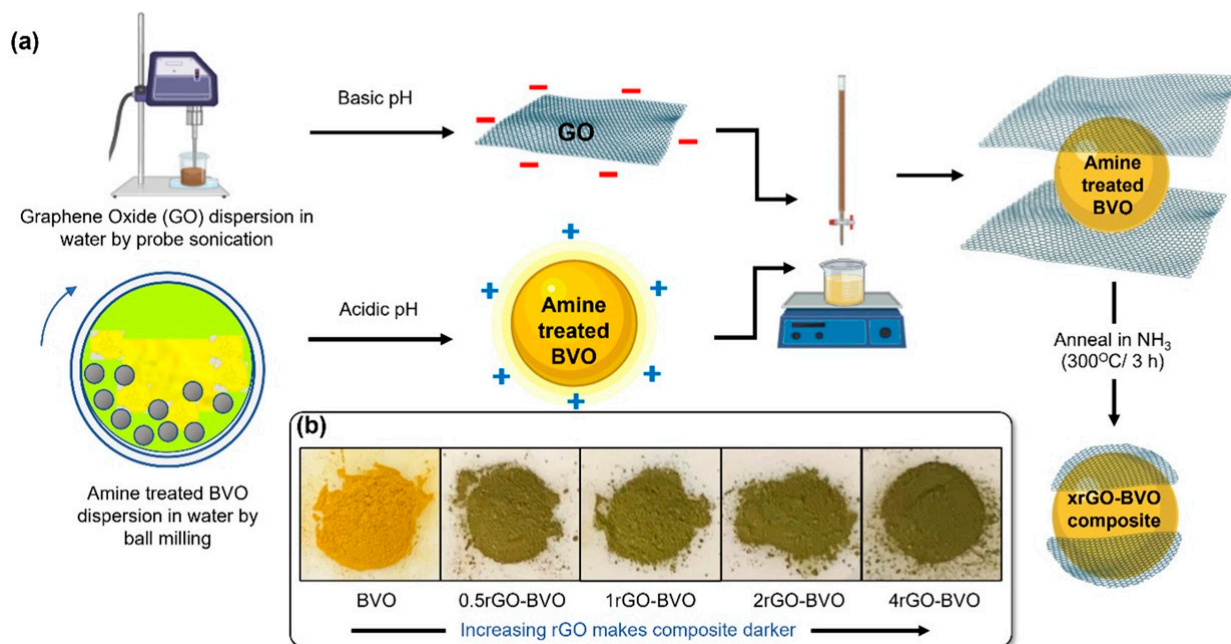 (a)
Graphene Oxide (GO) dispersion in
water by probe sonication
Basic pH
GO
Amine
treated
BVO
Anneal in NH₃
(300ᴼC/ 3 h)
xrGO-BVO
composite
Amine treated BVO
dispersion in water by
ball milling
Acidic pH
Amine
treated
BVO
(b)
BVO
0.5rGO-BVO
1rGO-BVO
2rGO-BVO
4rGO-BVO
Increasing rGO makes composite darker